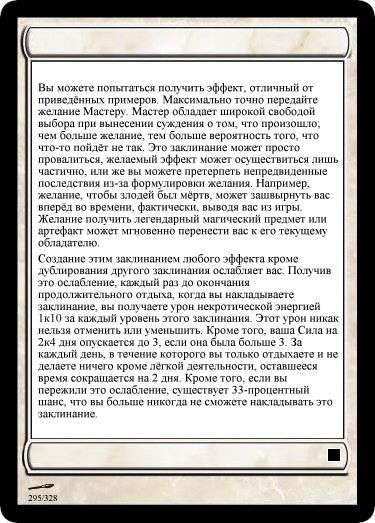 Вы можете попытаться получить эффект, отличный от
приведённых примеров. Максимально точно передайте
желание Мастеру. Мастер обладает широкой свободой
выбора при вынесении суждения о том, что произошло;
чем больше желание, тем больше вероятность того, что
что-то пойдёт не так. Это заклинание может просто
провалиться, желаемый эффект может осуществиться лишь
частично, или же вы можете претерпеть непредвиденные
последствия из-за формулировки желания. Например,
желание, чтобы злодей был мёртв, может зашвырнуть вас
вперёд во времени, фактически, выводя вас из игры.
Желание получить легендарный магический предмет или
артефакт может мгновенно перенести вас к его текущему
обладателю.
Создание этим заклинанием любого эффекта кроме
дублирования другого заклинания ослабляет вас. Получив
это ослабление, каждый раз до окончания
продолжительного отдыха, когда вы накладываете
заклинание, вы получаете урон некротической энергией
1к10 за каждый уровень этого заклинания. Этот урон никак
нельзя отменить или уменьшить. Кроме того, ваша Сила на
2к4 дней опускается до 3, если она была больше 3. За
каждый день, в течение которого вы только отдыхаете и не
делаете ничего кроме лёгкой деятельности, оставшееся
время сокращается на 2 дня. Кроме того, если вы
пережили это ослабление, существует 33-процентный
шанс, что вы больше никогда не сможете накладывать это
заклинание.
295/328